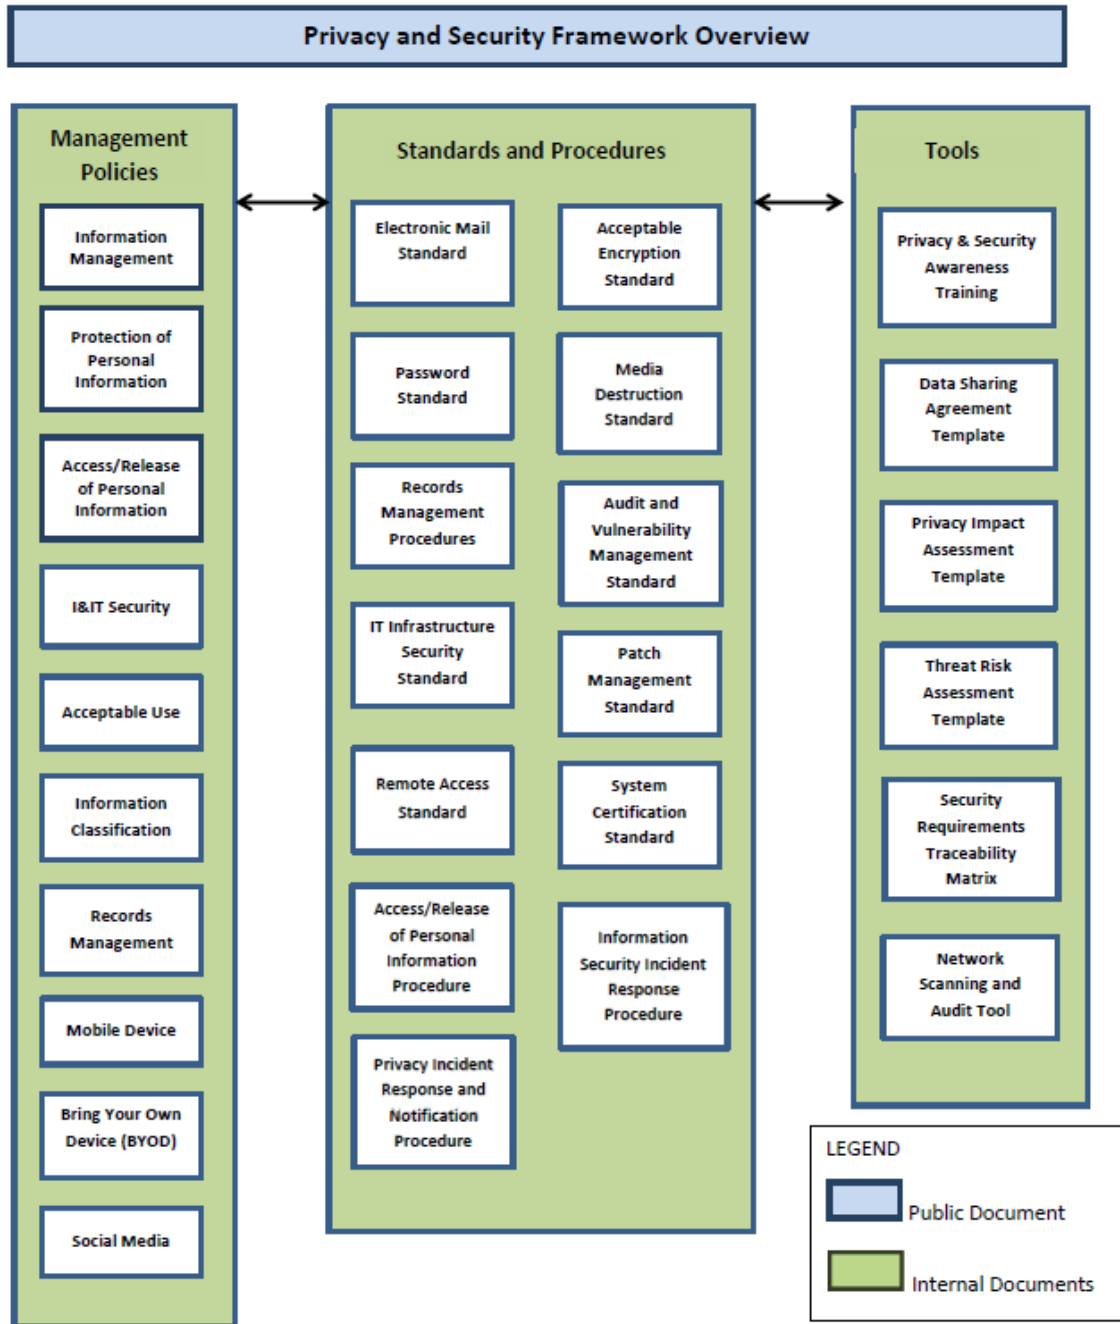 Privacy and Security Framework Overview
Management
Policies
Information
Management
Protection of
Personal
Information
Access/Release
of Personal
Information
I&IT Security
Acceptable Use
Information
Classification
Records
Management
Mobile Device
Bring Your Own
Device (BYOD)
Social Media
Standards and Procedures
Electronic Mail
Standard
Password
Standard
Records
Management
Procedures
IT Infrastructure
Security
Standard
Remote Access
Standard
Access/Release
of Personal
Information
Procedure
Privacy Incident
Response and
Notification
Procedure
Acceptable
Encryption
Standard
Media
Destruction
Standard
Audit and
Vulnerability
Management
Standard
Patch
Management
Standard
System
Certification
Standard
Information
Security Incident
Response
Procedure
Tools
Privacy & Security
Awareness
Training
Data Sharing
Agreement
Template
Privacy Impact
Assessment
Template
Threat Risk
Assessment
Template
Security
Requirements
Traceability
Matrix
Network
Scanning and
Audit Tool
LEGEND
Public Document
Internal Documents